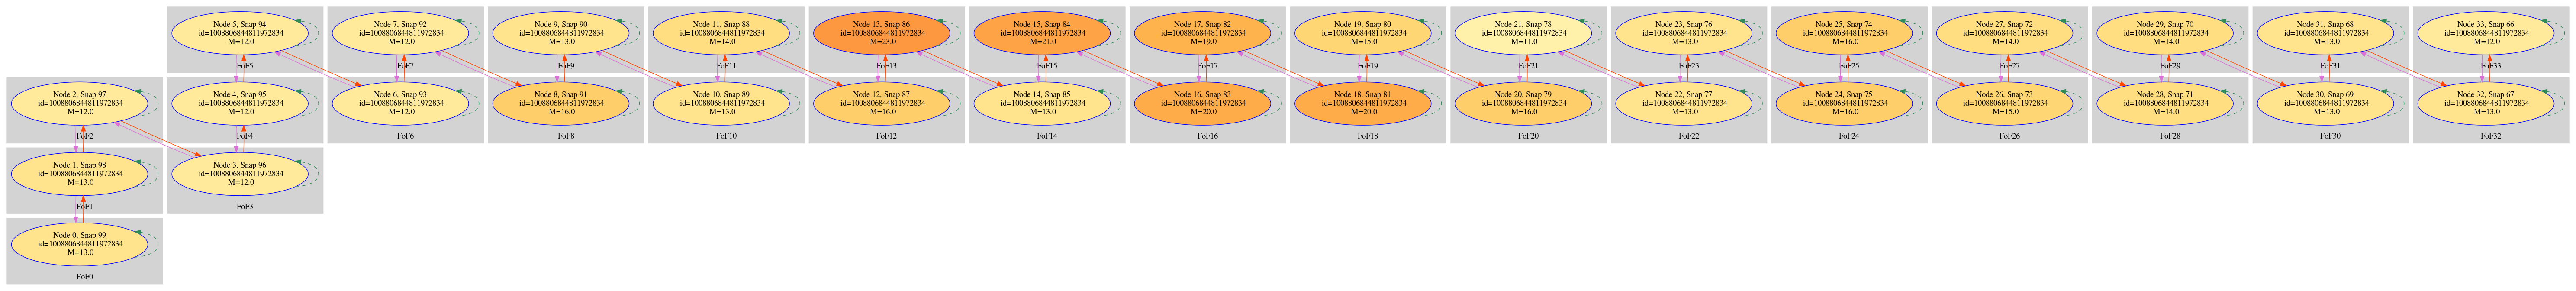 Node 5, Snap 94
id=1008806844811972834
M=12.0
FoF5
Node 7, Snap 92
id=1008806844811972834
M=12.0
FoF7
Node 9, Snap 90
id=1008806844811972834
M=13.0
FoF9
Node 11, Snap 88
id=1008806844811972834
M=14.0
FoF11
Node 13, Snap 86
id=1008806844811972834
M=23.0
FoF13
Node 15, Snap 84
id=1008806844811972834
M=21.0
FoF15
Node 17, Snap 82
id=1008806844811972834
M=19.0
FoF17
Node 19, Snap 80
id=1008806844811972834
M=15.0
FoF19
Node 21, Snap 78
id=1008806844811972834
M=11.0
FoF21
Node 23, Snap 76
id=1008806844811972834
M=13.0
FoF23
Node 25, Snap 74
id=1008806844811972834
M=16.0
FoF25
Node 27, Snap 72
id=1008806844811972834
M=14.0
FoF27
Node 29, Snap 70
id=1008806844811972834
M=14.0
FoF29
Node 31, Snap 68
id=1008806844811972834
M=13.0
FoF31
Node 33, Snap 66
id=1008806844811972834
M=12.0
FoF33
Node 2, Snap 97
id=1008806844811972834
M=12.0
FoF2
Node 4, Snap 95
id=1008806844811972834
M=12.0
FoF4
Node 6, Snap 93
id=1008806844811972834
M=12.0
FoF6
Node 8, Snap 91
id=1008806844811972834
M=16.0
FoF8
Node 10, Snap 89
id=1008806844811972834
M=13.0
FoF10
Node 12, Snap 87
id=1008806844811972834
M=16.0
FoF12
Node 14, Snap 85
id=1008806844811972834
M=13.0
FoF14
Node 16, Snap 83
id=1008806844811972834
M=20.0
FoF16
Node 18, Snap 81
id=1008806844811972834
M=20.0
FoF18
Node 20, Snap 79
id=1008806844811972834
M=16.0
FoF20
Node 22, Snap 77
id=1008806844811972834
M=13.0
FoF22
Node 24, Snap 75
id=1008806844811972834
M=16.0
FoF24
Node 26, Snap 73
id=1008806844811972834
M=15.0
FoF26
Node 28, Snap 71
id=1008806844811972834
M=14.0
FoF28
Node 30, Snap 69
id=1008806844811972834
M=13.0
FoF30
Node 32, Snap 67
id=1008806844811972834
M=13.0
FoF32
Node 1, Snap 98
id=1008806844811972834
M=13.0
FoF1
Node 3, Snap 96
id=1008806844811972834
M=12.0
FoF3
Node 0, Snap 99
id=1008806844811972834
M=13.0
FoF0